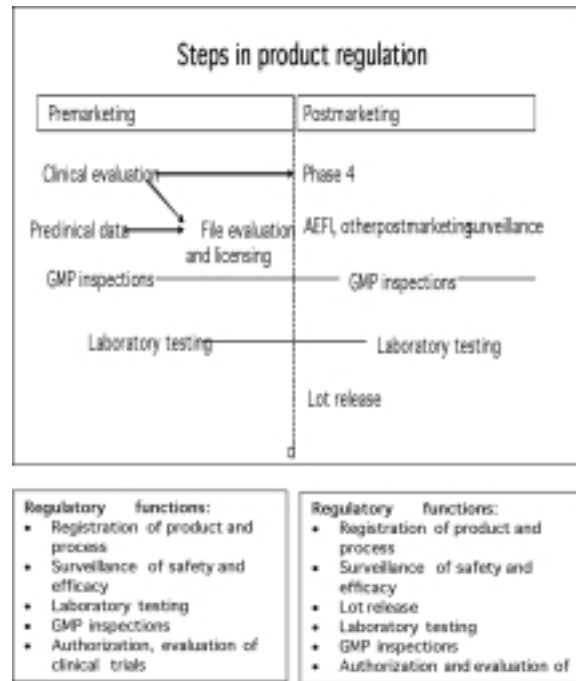 Steps in product regulation
Premarketing
Postmarketing
Clinical evaluation
Phase 4
Preclinical data
File evaluation
and licensing
AEFI, otherpostmarketingsurveillance
GMP inspections
GMP inspections
Laboratory testing
Laboratory testing
Lot release
Regulatory functions:
• Registration of product and
process
• Surveillance of safety and
efficacy
• Laboratory testing
• GMP inspections
• Authorization, evaluation of
clinical trials
Regulatory functions:
• Registration of product and
process
• Surveillance of safety and
efficacy
• Lot release
• Laboratory testing
• GMP inspections
• Authorization and evaluation of